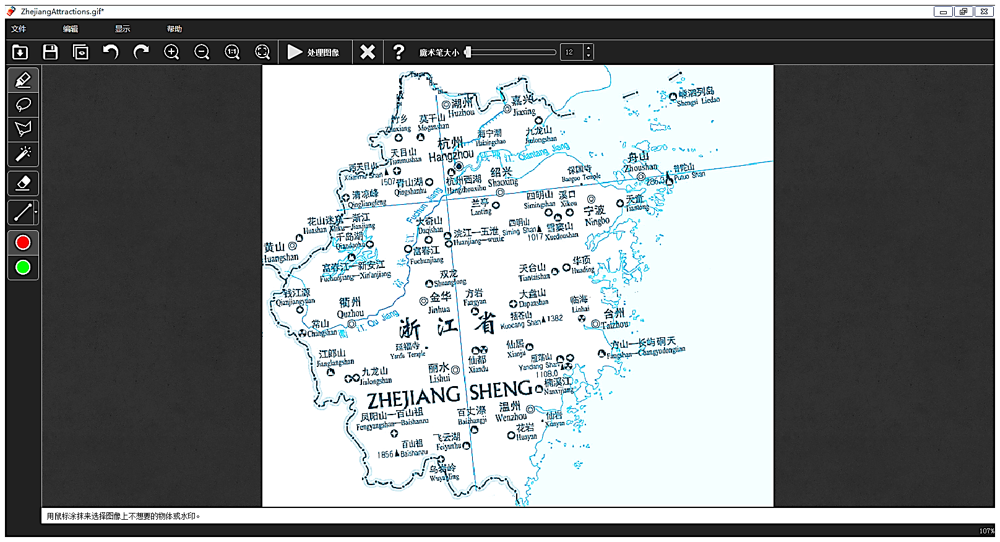 ZhejiangAttractions.gif*
文件 编辑 显示 帮助
1:1 处理图像 ? 魔术笔大小 12
嵊泗列岛
Shengsi Liedao
湖州
Huzhou
嘉兴
Jiaxing
竹乡
Zhuxiang
莫干山
Moganshan
海宁潮
Hainingchao
九龙山
Jiulongshan
杭州
Hangzhou
钱塘江 Qiantang Jiang
天目山
Tianmushan
西天目山
Xitianmu Shan
1507
青山湖
Qingshanhu
杭州西湖
Hangzhouxihu
绍兴
Shaoxing
保国寺
Baoguo Temple
舟山
Zhoushan
286.3
普陀山
Putuo Shan
清凉峰
Qingliangfeng
Fuchun Jiang
兰亭
Lanting
四明山
Simingshan
溪口
Xikou
宁波
Ningbo
天童
Tiantong
花山迷窟一渐江
Huashan Miku—Jianjiang
大奇山
Daqishan
浣江一五泄
Huanjiang—wuxie
四明山
Siming Shan
1017
雪窦山
Xuedoushan
千岛湖
Qiandaohu
黄山
Huangshan
富春江
Fuchunjiang
富春江一新安江
Fuchunjiang—Xin'anjiang
双龙
Shuanglong
天台山
Tiantaishan
华顶
Huading
钱江源
Qianjiangyuan
衢州
Quzhou
金华
Jinhua
方岩
Fangyan
大盘山
Dapanshan
临海
Linhai
括苍山
Kuocang Shan 1382
台州
Taizhou
常山
Changshan
衢江 Qu Jiang
浙江省
延福寺
Yanfu Temple
仙都
Xiandu
仙居
Xianju
方山一长屿硐天
Fangshan—Changyudongtian
江郎山
Jianglangshan
九龙山
Jiulongshan
丽水
Lishui
雁荡山
Yandang Shan
1108.0
楠溪江
Nanxijiang
ZHEJIANG SHENG
凤阳山一百山祖
Fengyangshan—Baishanzu
百丈漈
Baizhangji
温州
Wenzhou
仙岩
Xianyan
花岩
Huayan
百山祖
1856 Baishanzu
飞云湖
Feiyunhu
乌岩岭
Wuyanling
用鼠标涂抹来选择图像上不想要的物体或水印。
107%